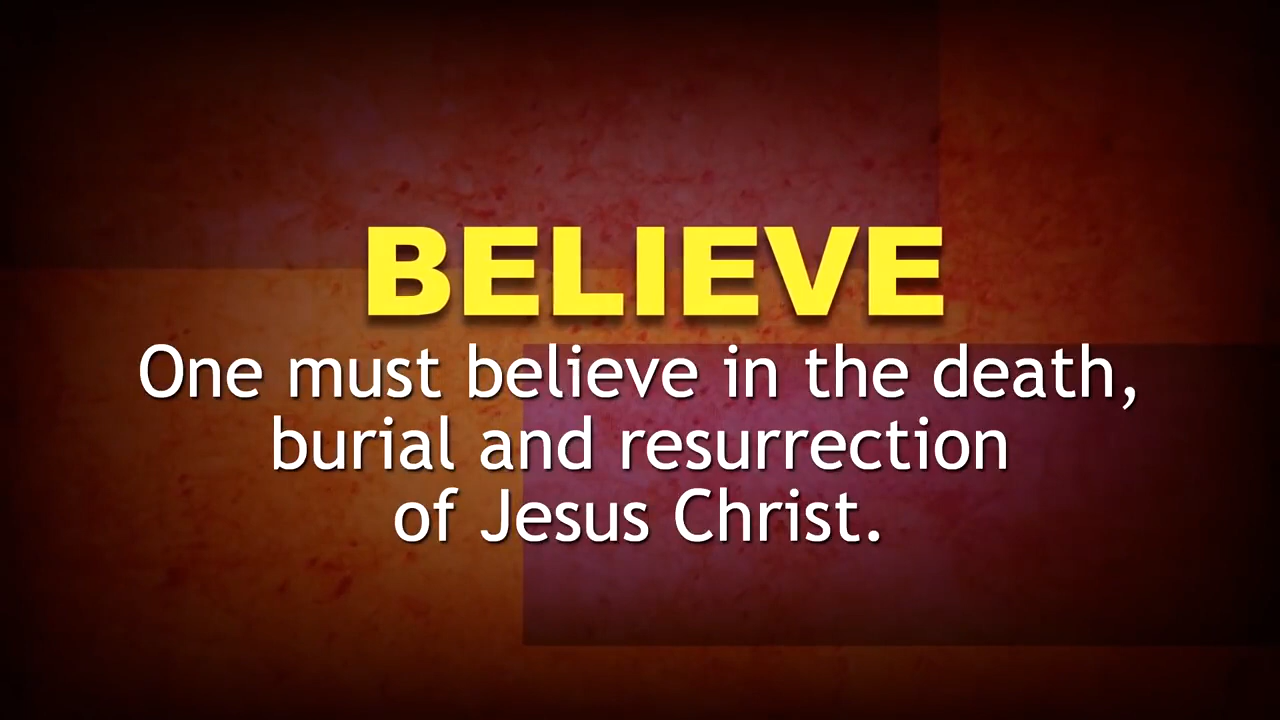 BELIEVE
One must believe in the death,
burial and resurrection
of Jesus Christ.